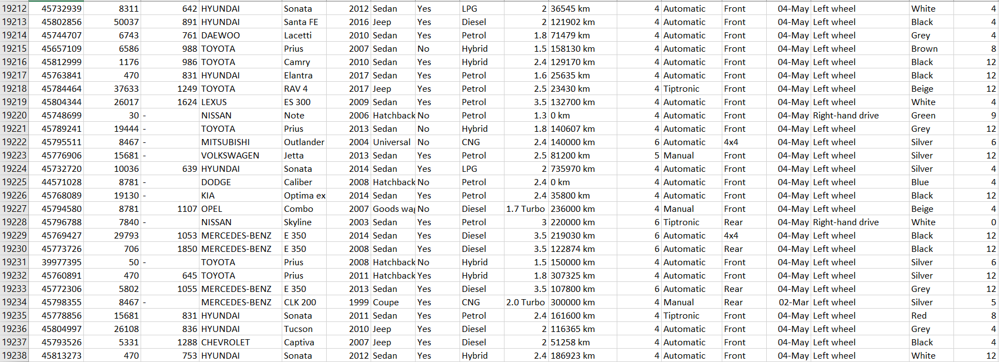 19212 45732939 8311 642 HYUNDAI Sonata 2012 Sedan Yes LPG 2 36545 km 4 Automatic Front 04-May Left wheel White 4
19213 45802856 50037 891 HYUNDAI Santa FE 2016 Jeep Yes Diesel 2 121902 km 4 Automatic Front 04-May Left wheel Black 4
19214 45744707 6743 761 DAEWOO Lacetti 2010 Sedan Yes Petrol 1.8 71479 km 4 Automatic Front 04-May Left wheel Grey 4
19215 45657109 6586 988 TOYOTA Prius 2007 Sedan No Hybrid 1.5 158130 km 4 Automatic Front 04-May Left wheel Brown 8
19216 45812999 1176 986 TOYOTA Camry 2010 Sedan Yes Hybrid 2.4 129170 km 4 Automatic Front 04-May Left wheel Black 12
19217 45763841 470 831 HYUNDAI Elantra 2017 Sedan Yes Petrol 1.6 25635 km 4 Automatic Front 04-May Left wheel Black 12
19218 45784464 37633 1249 TOYOTA RAV 4 2017 Jeep Yes Petrol 2.5 23430 km 4 Tiptronic Front 04-May Left wheel Beige 12
19219 45804344 26017 1624 LEXUS ES 300 2009 Sedan Yes Petrol 3.5 132700 km 4 Automatic Front 04-May Left wheel White 4
19220 45748699 30 - NISSAN Note 2006 Hatchback No Petrol 1.3 0 km 4 Automatic Front 04-May Right-hand drive Green 9
19221 45789241 19444 - TOYOTA Prius 2013 Sedan No Hybrid 1.8 140607 km 4 Automatic Front 04-May Left wheel Grey 12
19222 45795511 8467 - MITSUBISHI Outlander 2004 Universal No CNG 2.4 140000 km 6 Automatic 4x4 04-May Left wheel Silver 6
19223 45776906 15681 - VOLKSWAGEN Jetta 2013 Sedan Yes Petrol 2.5 81200 km 5 Manual Front 04-May Left wheel Silver 12
19224 45732720 10036 639 HYUNDAI Sonata 2014 Sedan Yes LPG 2 735970 km 4 Automatic Front 04-May Left wheel Silver 4
19225 44571028 8781 - DODGE Caliber 2008 Hatchback No Petrol 2.4 0 km 4 Automatic Front 04-May Left wheel Blue 4
19226 45768089 19130 - KIA Optima ex 2014 Sedan Yes Petrol 2.4 35800 km 4 Automatic Front 04-May Left wheel Black 12
19227 45794580 8781 1107 OPEL Combo 2007 Goods wag No Diesel 1.7 Turbo 236000 km 4 Manual Front 04-May Left wheel Beige 4
19228 45796788 7840 - NISSAN Skyline 2003 Sedan Yes Petrol 3 220000 km 6 Tiptronic Rear 04-May Right-hand drive White 0
19229 45769427 29793 1053 MERCEDES-BENZ E 350 2014 Sedan Yes Diesel 3.5 219030 km 6 Automatic 4x4 04-May Left wheel Black 12
19230 45773726 706 1850 MERCEDES-BENZ E 350 2008 Sedan Yes Diesel 3.5 122874 km 6 Automatic Rear 04-May Left wheel Black 12
19231 39977395 50 - TOYOTA Prius 2008 Hatchback No Hybrid 1.5 150000 km 4 Automatic Front 04-May Left wheel Silver 6
19232 45760891 470 645 TOYOTA Prius 2011 Hatchback Yes Hybrid 1.8 307325 km 4 Automatic Front 04-May Left wheel Silver 12
19233 45772306 5802 1055 MERCEDES-BENZ E 350 2013 Sedan Yes Diesel 3.5 107800 km 6 Automatic Rear 04-May Left wheel Grey 12
19234 45798355 8467 - MERCEDES-BENZ CLK 200 1999 Coupe Yes CNG 2.0 Turbo 300000 km 4 Manual Rear 02-Mar Left wheel Silver 5
19235 45778856 15681 831 HYUNDAI Sonata 2011 Sedan Yes Petrol 2.4 161600 km 4 Tiptronic Front 04-May Left wheel Red 8
19236 45804997 26108 836 HYUNDAI Tucson 2010 Jeep Yes Diesel 2 116365 km 4 Automatic Front 04-May Left wheel Grey 4
19237 45793526 5331 1288 CHEVROLET Captiva 2007 Jeep Yes Diesel 2 51258 km 4 Automatic Front 04-May Left wheel Black 4
19238 45813273 470 753 HYUNDAI Sonata 2012 Sedan Yes Hybrid 2.4 186923 km 4 Automatic Front 04-May Left wheel White 12